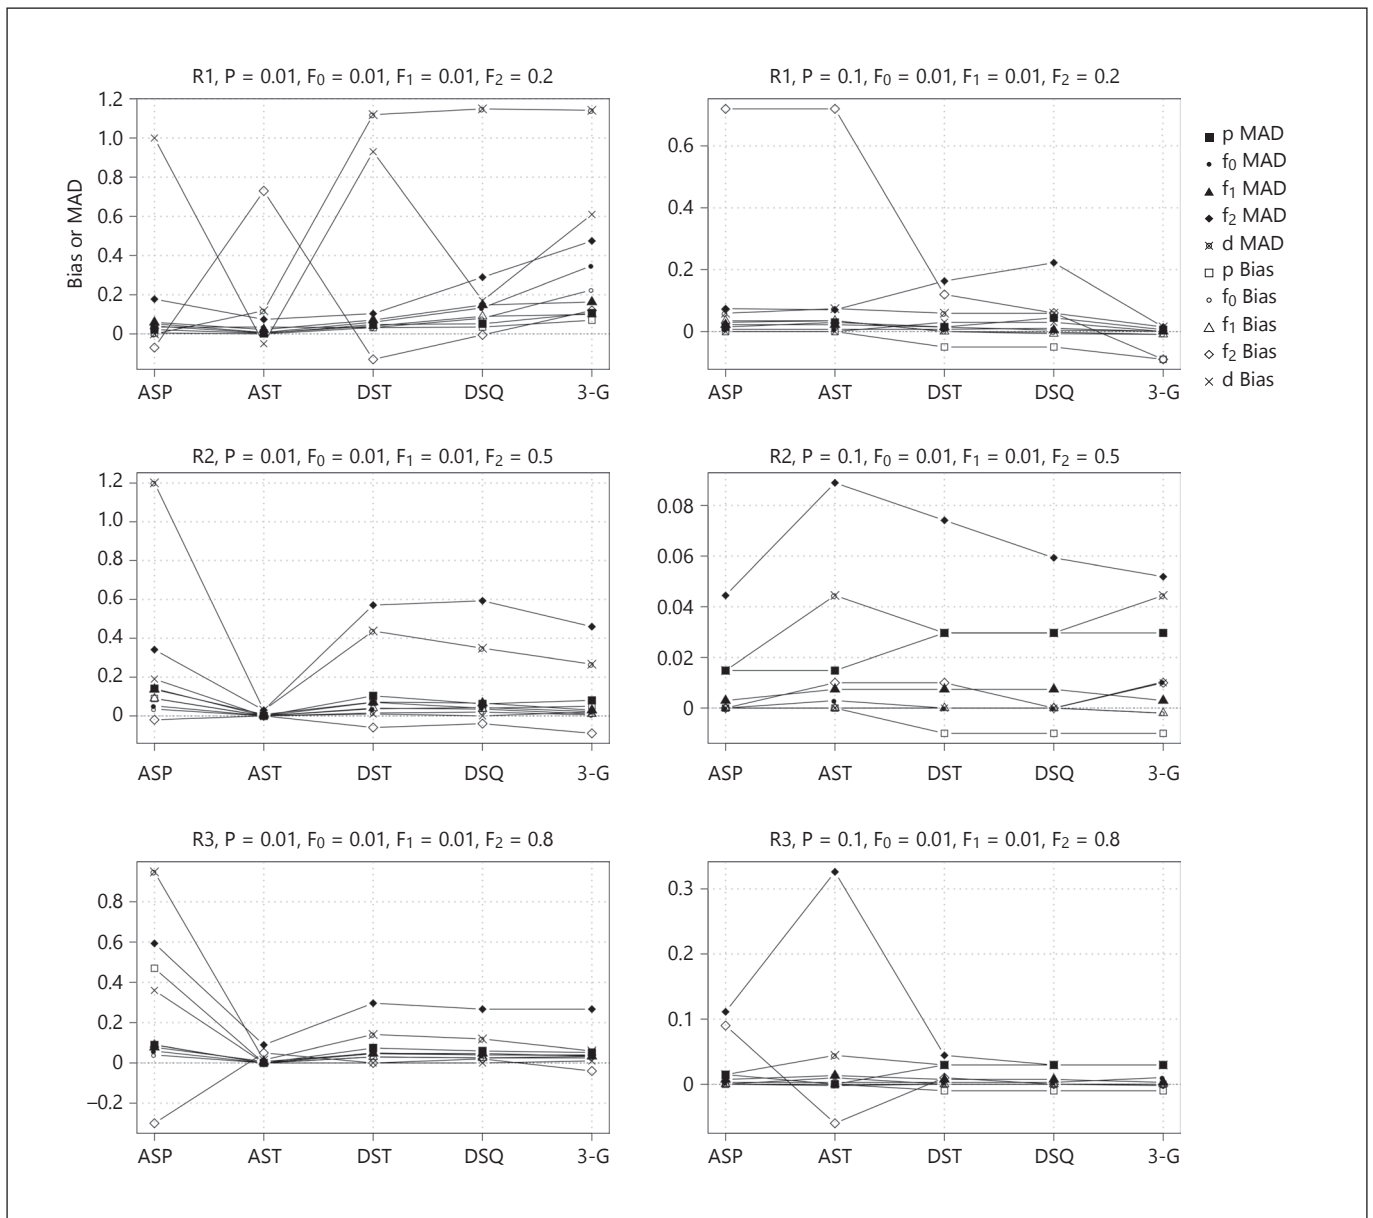 R1, P = 0.01, F0 = 0.01, F1 = 0.01, F2 = 0.2
1.2
1.0
0.8
0.6
0.4
0.2
0
Bias or MAD
ASP AST DST DSQ 3-G
R1, P = 0.1, F0 = 0.01, F1 = 0.01, F2 = 0.2
0.6
0.4
0.2
0
ASP AST DST DSQ 3-G
p MAD
f0 MAD
f1 MAD
f2 MAD
d MAD
p Bias
f0 Bias
f1 Bias
f2 Bias
d Bias
R2, P = 0.01, F0 = 0.01, F1 = 0.01, F2 = 0.5
1.2
1.0
0.8
0.6
0.4
0.2
0
ASP AST DST DSQ 3-G
R2, P = 0.1, F0 = 0.01, F1 = 0.01, F2 = 0.5
0.08
0.06
0.04
0.02
0
ASP AST DST DSQ 3-G
R3, P = 0.01, F0 = 0.01, F1 = 0.01, F2 = 0.8
0.8
0.6
0.4
0.2
0
–0.2
ASP AST DST DSQ 3-G
R3, P = 0.1, F0 = 0.01, F1 = 0.01, F2 = 0.8
0.3
0.2
0.1
0
ASP AST DST DSQ 3-G